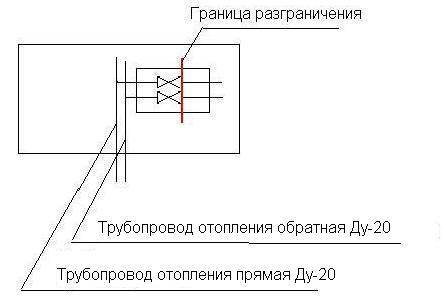 Граница разграничения
Трубопровод отопления обратная Ду-20
Трубопровод отопления прямая Ду-20